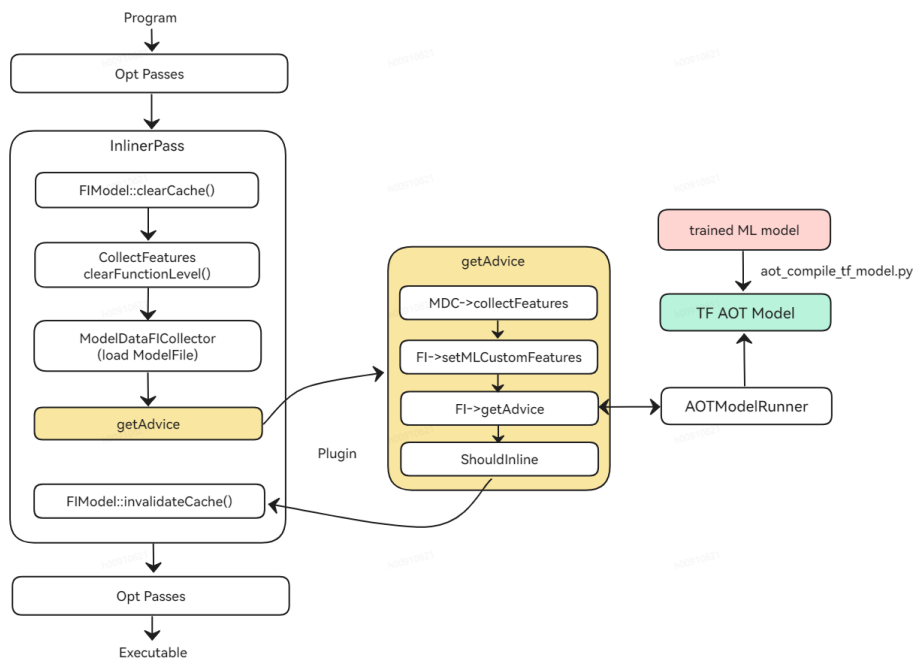 Program
Opt Passes
InlinerPass
FIModel::clearCache()
CollectFeatures
clearFunctionLevel()
ModelDataFICollector
(load ModelFile)
getAdvice
FIModel::invalidateCache()
Opt Passes
Executable
Plugin
getAdvice
MDC->collectFeatures
FI->setMLCustomFeatures
FI->getAdvice
ShouldInline
trained ML model
aot_compile_tf_model.py
TF AOT Model
AOTModelRunner